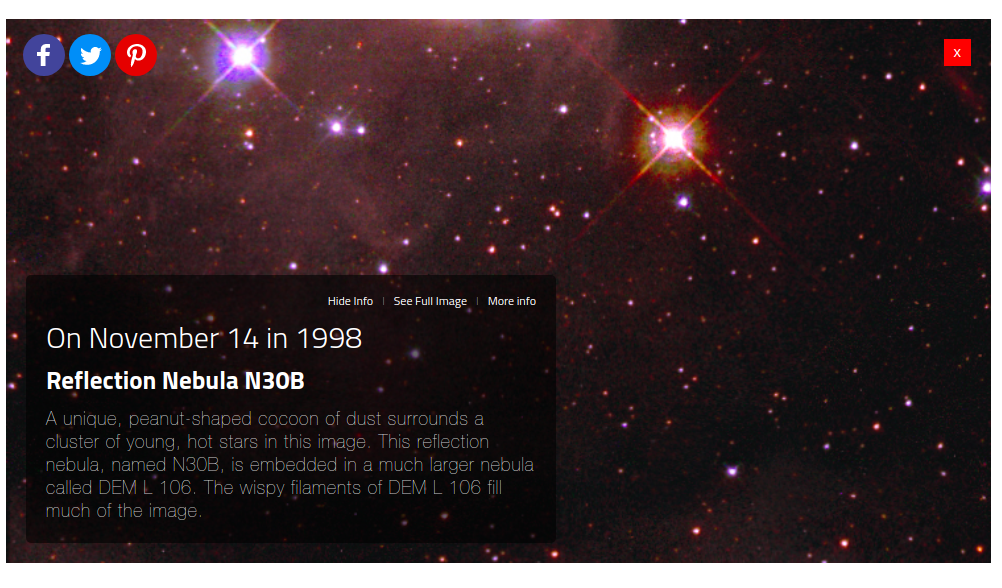 X
Hide Info | See Full Image | More info
On November 14 in 1998
Reflection Nebula N30B
A unique, peanut-shaped cocoon of dust surrounds a
cluster of young, hot stars in this image. This reflection
nebula, named N30B, is embedded in a much larger nebula
called DEM L 106. The wispy filaments of DEM L 106 fill
much of the image.